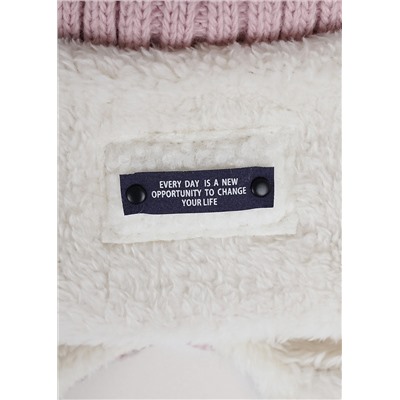 EVERY DAY IS A NEW
OPPORTUNITY TO CHANGE
YOUR LIFE